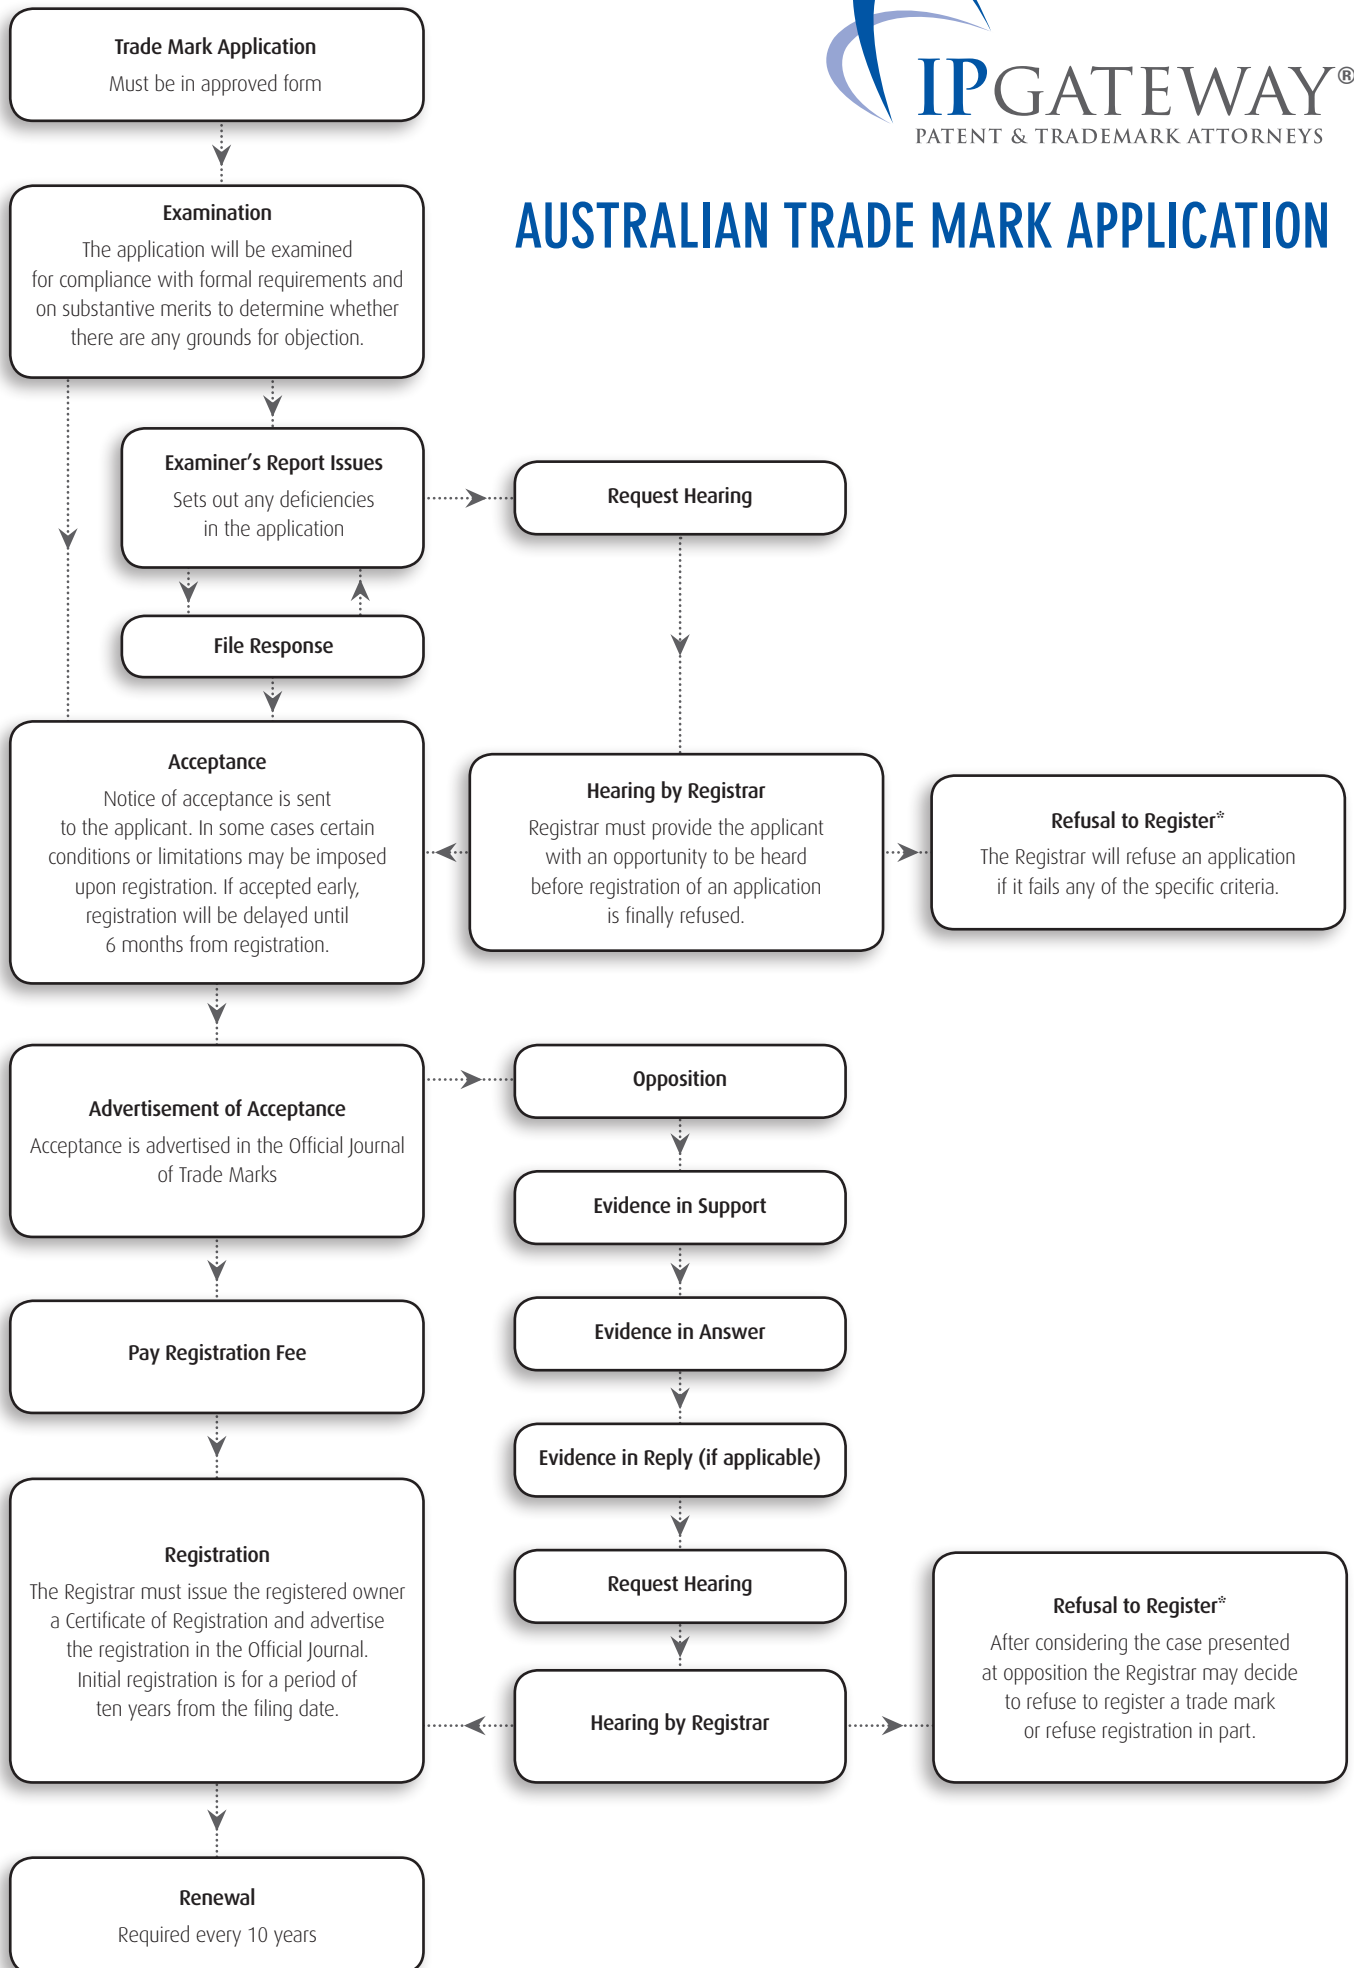 Trade Mark Application
Must be in approved form
IPGATEWAY®
PATENT & TRADEMARK ATTORNEYS
AUSTRALIAN TRADE MARK APPLICATION
Examination
The application will be examined
for compliance with formal requirements and
on substantive merits to determine whether
there are any grounds for objection.
Examiner's Report Issues
Sets out any deficiencies
in the application
Request Hearing
File Response
Acceptance
Notice of acceptance is sent
to the applicant. In some cases certain
conditions or limitations may be imposed
upon registration. If accepted early,
registration will be delayed until
6 months from registration.
Hearing by Registrar
Registrar must provide the applicant
with an opportunity to be heard
before registration of an application
is finally refused.
Refusal to Register*
The Registrar will refuse an application
if it fails any of the specific criteria.
Advertisement of Acceptance
Acceptance is advertised in the Official Journal
of Trade Marks
Opposition
Evidence in Support
Evidence in Answer
Pay Registration Fee
Evidence in Reply (if applicable)
Registration
The Registrar must issue the registered owner
a Certificate of Registration and advertise
the registration in the Official Journal.
Initial registration is for a period of
ten years from the filing date.
Request Hearing
Hearing by Registrar
Refusal to Register*
After considering the case presented
at opposition the Registrar may decide
to refuse to register a trade mark
or refuse registration in part.
Renewal
Required every 10 years